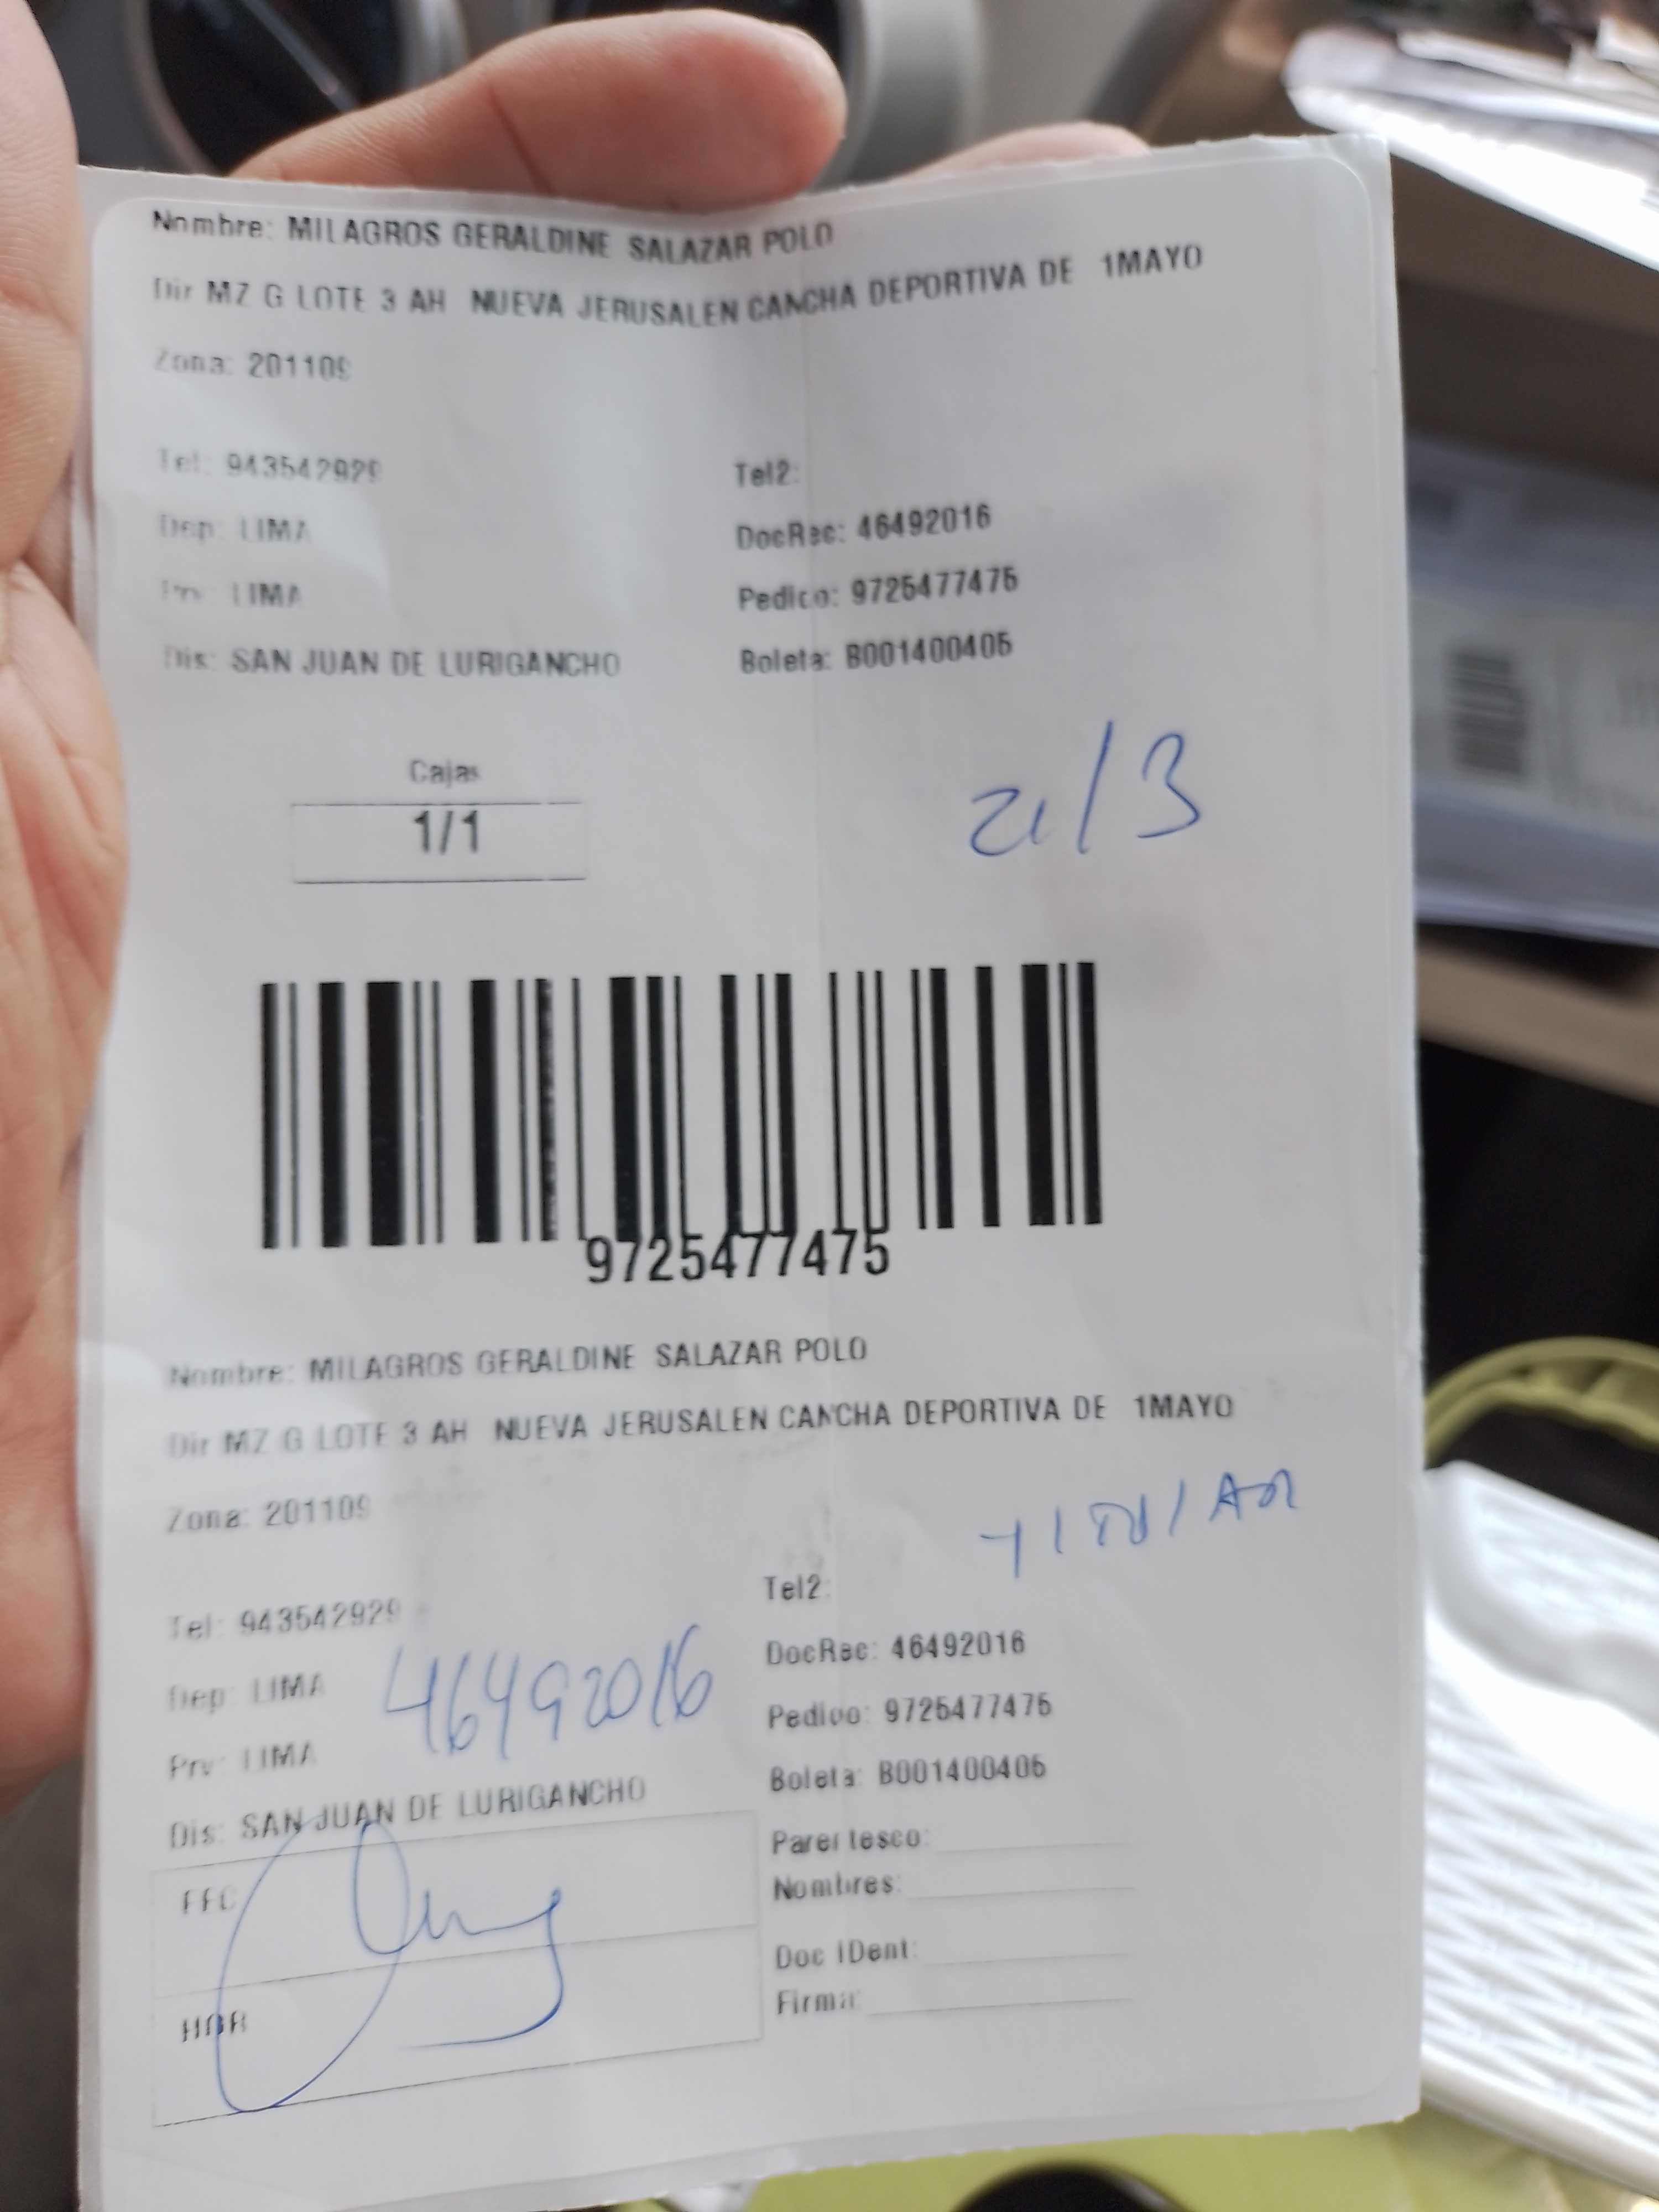 Nombre: MILAGROS GERALDINE SALAZAR POLO
Dir MZ G LOTE 3 AH NUEVA JERUSALEN CANCHA DEPORTIVA DE 1MAYO
Zona: 201109
Tel: 943542929
Tel2:
Dep: LIMA
DocRec: 46492016
Prv: LIMA
Pedido: 9725477475
Dis: SAN JUAN DE LURIGANCHO
Boleta: B001400405
Cajas
1/1
21/3
9725477475
Nombre: MILAGROS GERALDINE SALAZAR POLO
Dir MZ G LOTE 3 AH NUEVA JERUSALEN CANCHA DEPORTIVA DE 1MAYO
Zona: 201109
Tel2:
Tel: 943542929
DocRec: 46492016
Dep: LIMA
46492016
Pedido: 9725477475
Prv: LIMA
Boleta: B001400405
Dis: SAN JUAN DE LURIGANCHO
Parentesco:
FEC
Nombres:
Doc IDent:
HOR
Firma: